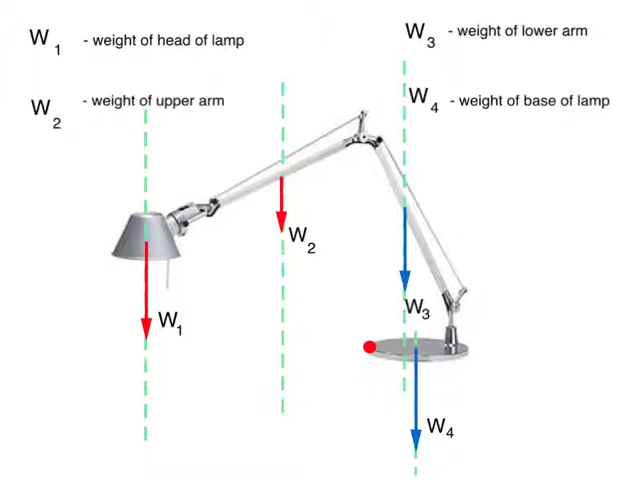 W1 - weight of head of lamp
W2 - weight of upper arm
W3 - weight of lower arm
W4 - weight of base of lamp
W2
W3
W1
W4